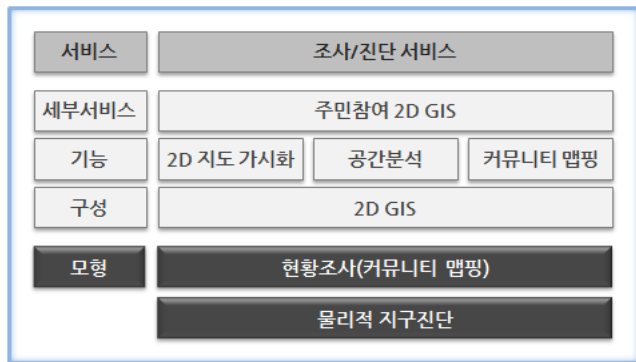 서비스 조사/진단 서비스
세부서비스 주민참여 2D GIS
기능 2D 지도 가시화 공간분석 커뮤니티 맵핑
구성 2D GIS
모형 현황조사(커뮤니티 맵핑)
물리적 지구진단